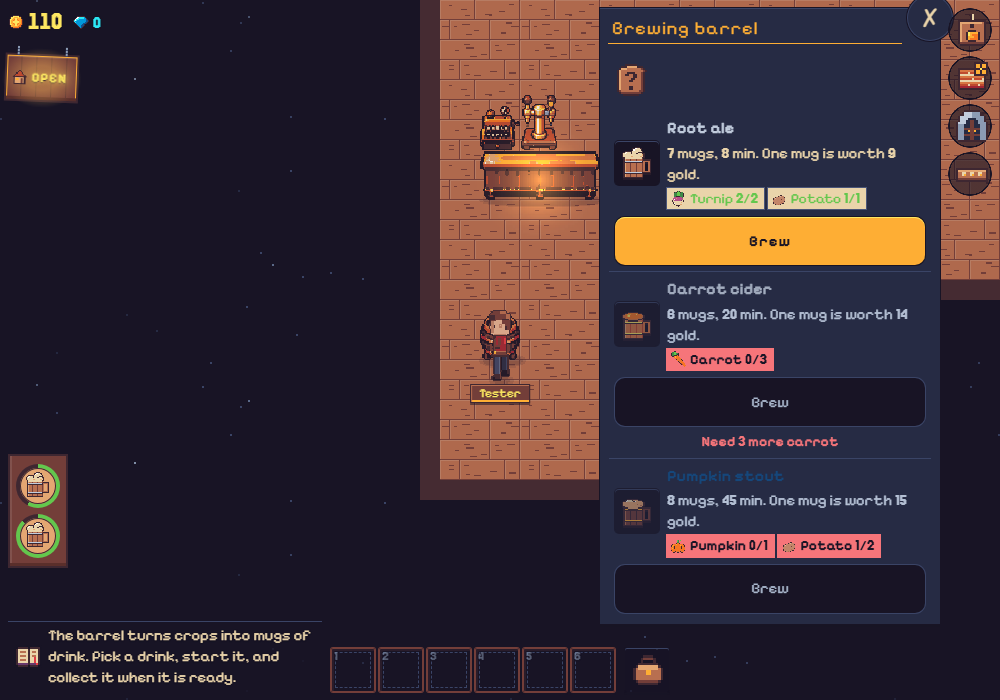 110
0
OPEN
Brewing barrel
X
?
Root ale
7 mugs, 8 min. One mug is worth 9
gold.
Turnip 2/2
Potato 1/1
Brew
Carrot cider
6 mugs, 20 min. One mug is worth 14
gold.
Carrot 0/3
Brew
Need 3 more carrot
Pumpkin stout
8 mugs, 45 min. One mug is worth 15
gold.
Pumpkin 0/1
Potato 1/2
Brew
Tester
The barrel turns crops into mugs of
drink. Pick a drink, start it, and
collect it when it is ready.
1 2 3 4 5 6